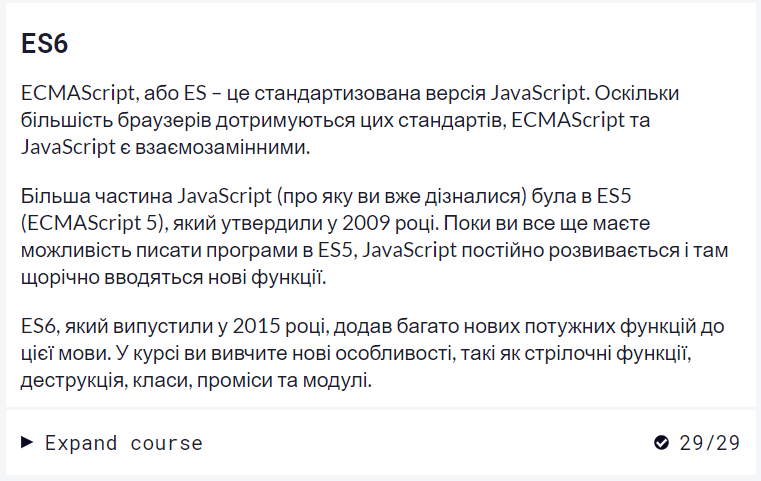 ES6
ECMAScript, або ES – це стандартизована версія JavaScript. Оскільки
більшість браузерів дотримуються цих стандартів, ECMAScript та
JavaScript є взаємозамінними.
Більша частина JavaScript (про яку ви вже дізналися) була в ES5
(ECMAScript 5), який утвердили у 2009 році. Поки ви все ще маєте
можливість писати програми в ES5, JavaScript постійно розвивається і там
щорічно вводяться нові функції.
ES6, який випустили у 2015 році, додав багато нових потужних функцій до
цієї мови. У курсі ви вивчите нові особливості, такі як стрілочні функції,
деструкція, класи, проміси та модулі.
Expand course 29/29